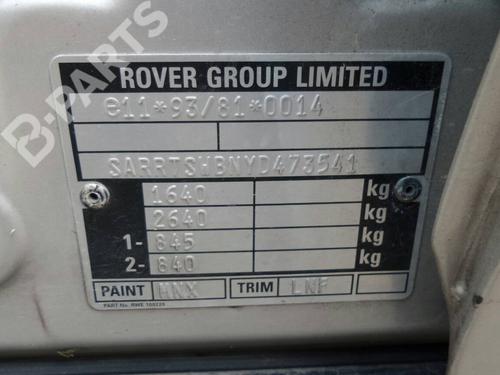 B-PARTS
ROVER GROUP LIMITED
e11*93/81*0014
SARRTSWBNYD473541
1640 kg
2640 kg
1- 845 kg
2- 840 kg
PAINT MNX TRIM LNF